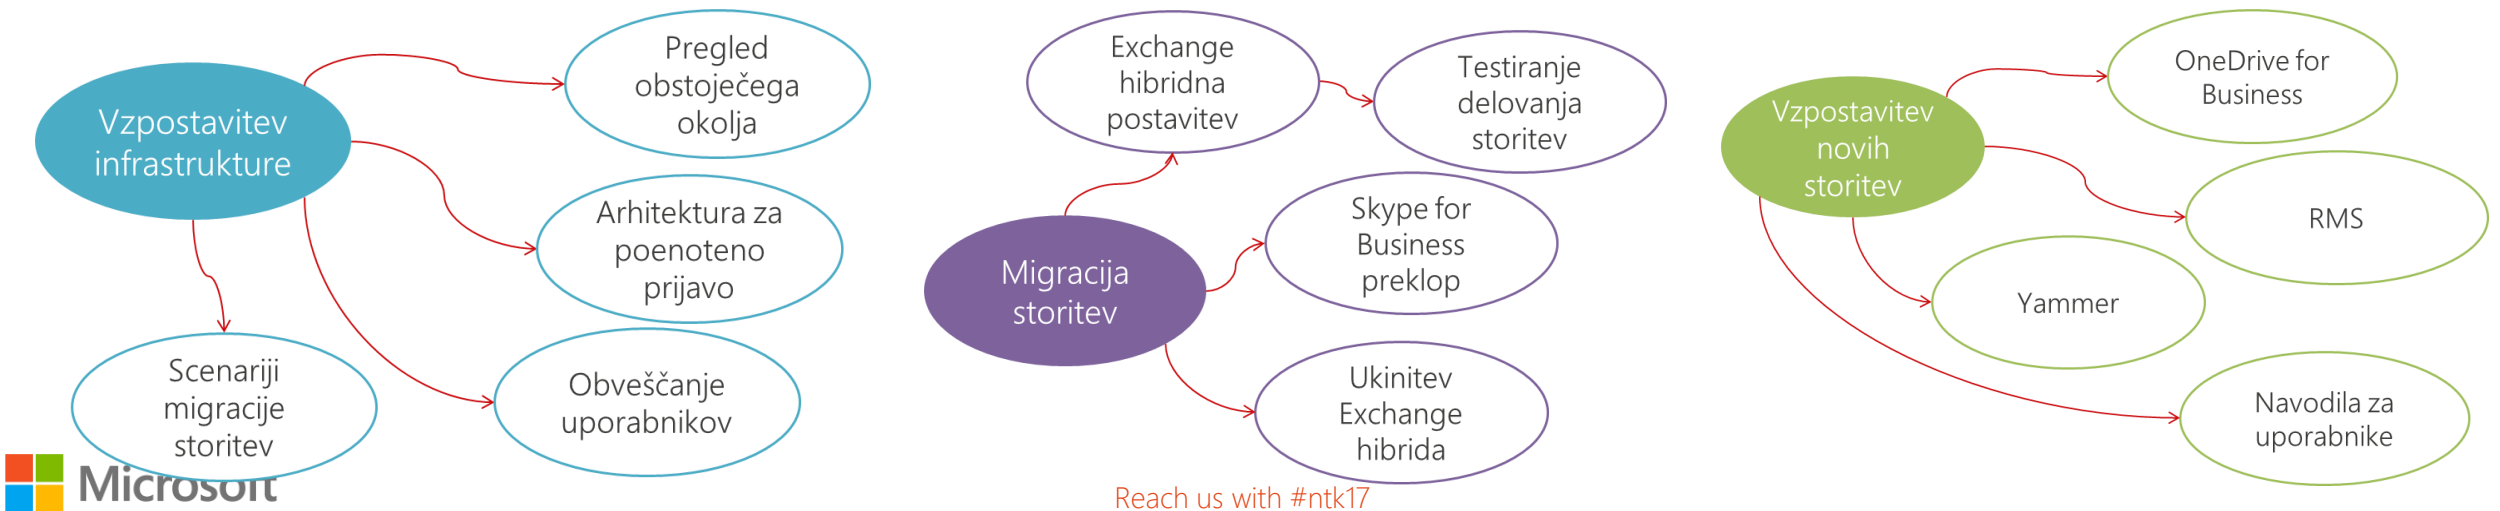 Vzpostavitev
infrastrukture
Pregled
obstoječega
okolja
Arhitektura za
poenoteno
prijavo
Obveščanje
uporabnikov
Scenariji
migracije
storitev
Migracija
storitev
Exchange
hibridna
postavitev
Testiranje
delovanja
storitev
Skype for
Business
preklop
Ukinitev
Exchange
hibrida
Vzpostavitev
novih
storitev
OneDrive for
Business
RMS
Yammer
Navodila za
uporabnike
Microsoft
Reach us with #ntk17